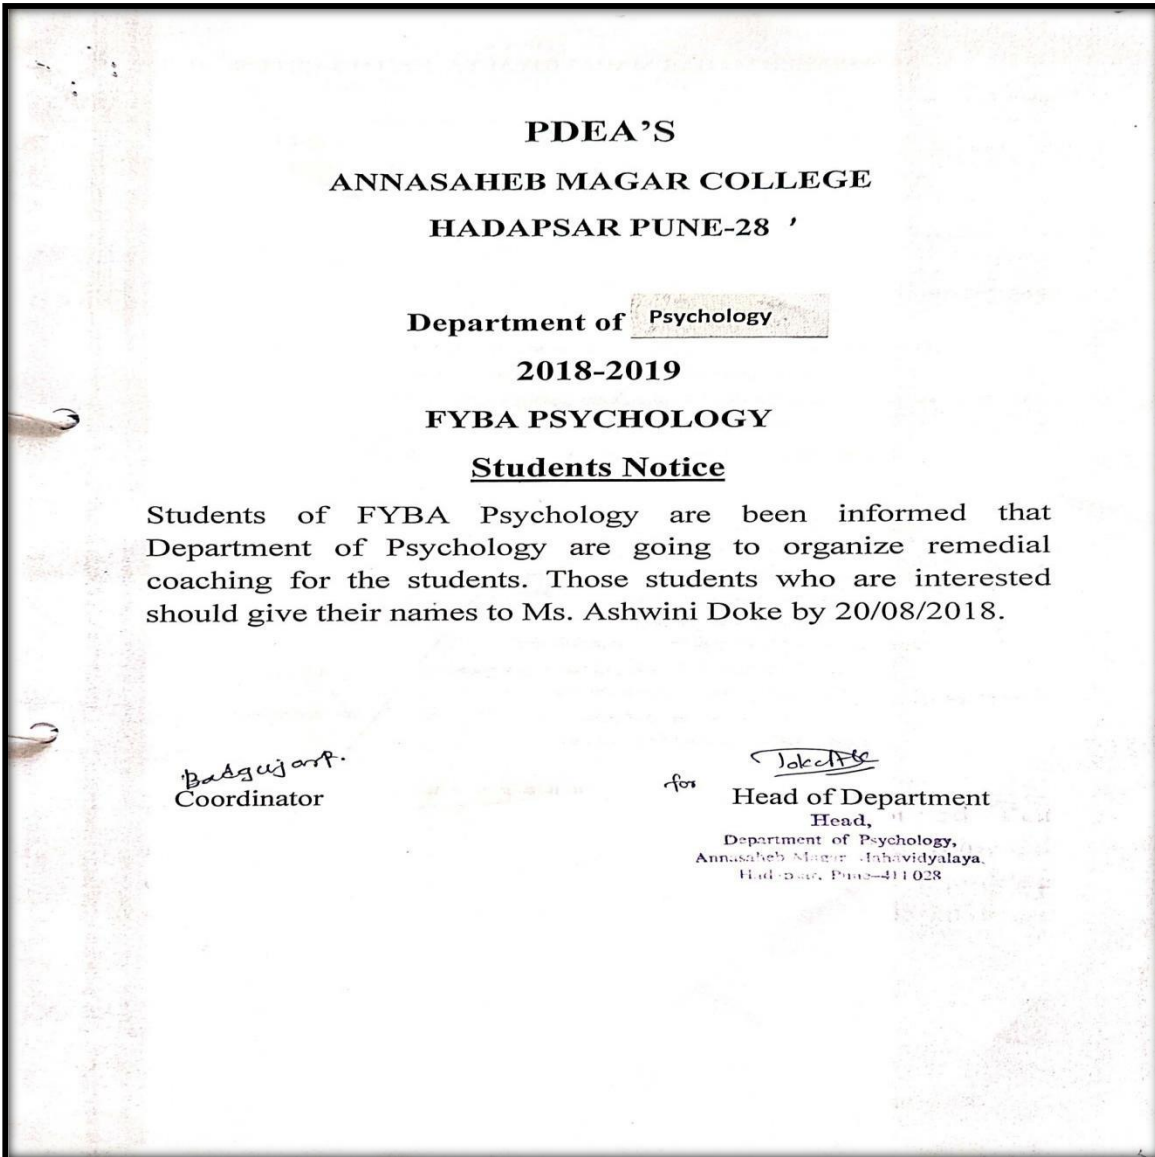 PDEA’S
ANNASAHEB MAGAR COLLEGE
HADAPSAR PUNE-28
Department of Psychology
2018-2019
FYBA PSYCHOLOGY
Students Notice
Students of FYBA Psychology are been informed that
Department of Psychology are going to organize remedial
coaching for the students. Those students who are interested
should give their names to Ms. Ashwini Doke by 20/08/2018.
Coordinator
for
Head of Department
Head,
Department of Psychology,
Annasaheb Magar Mahavidyalaya,
Hadapsar, Pune-411028